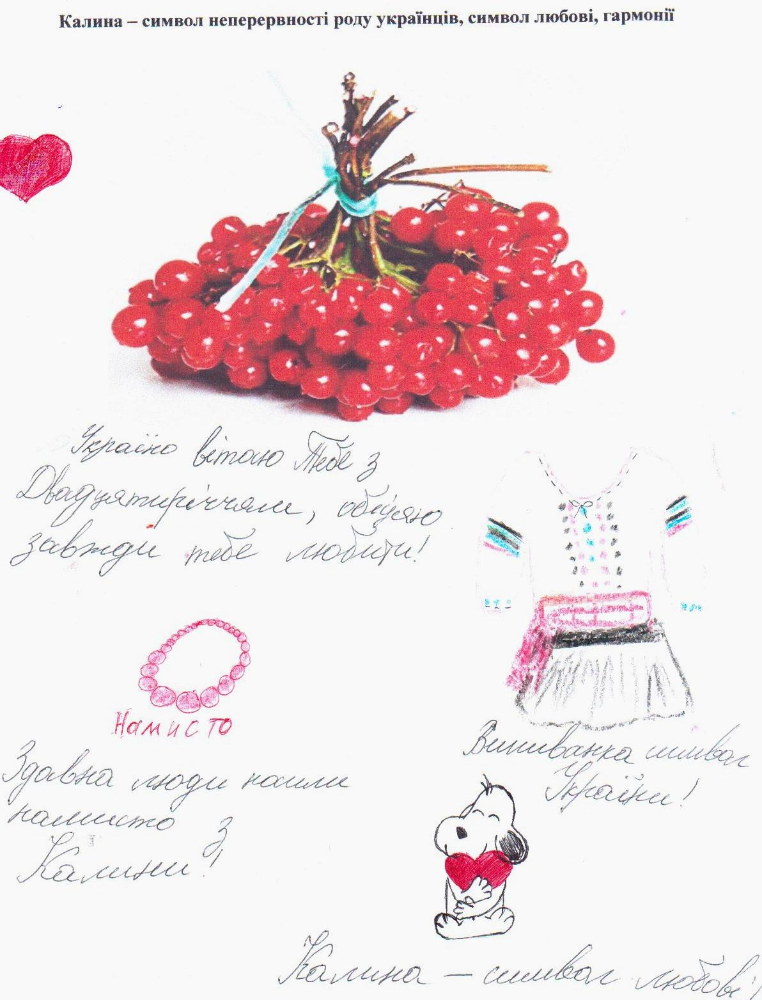 Калина – символ неперервності роду українців, символ любові, гармонії
Україно вітаю Тебе з
Двадцятиріччям, обіцяю
завжди тебе любити!
Намисто
Вишиванка символ
України!
Здавна люди носили
намисто з
Калини!
Калина – символ любові!